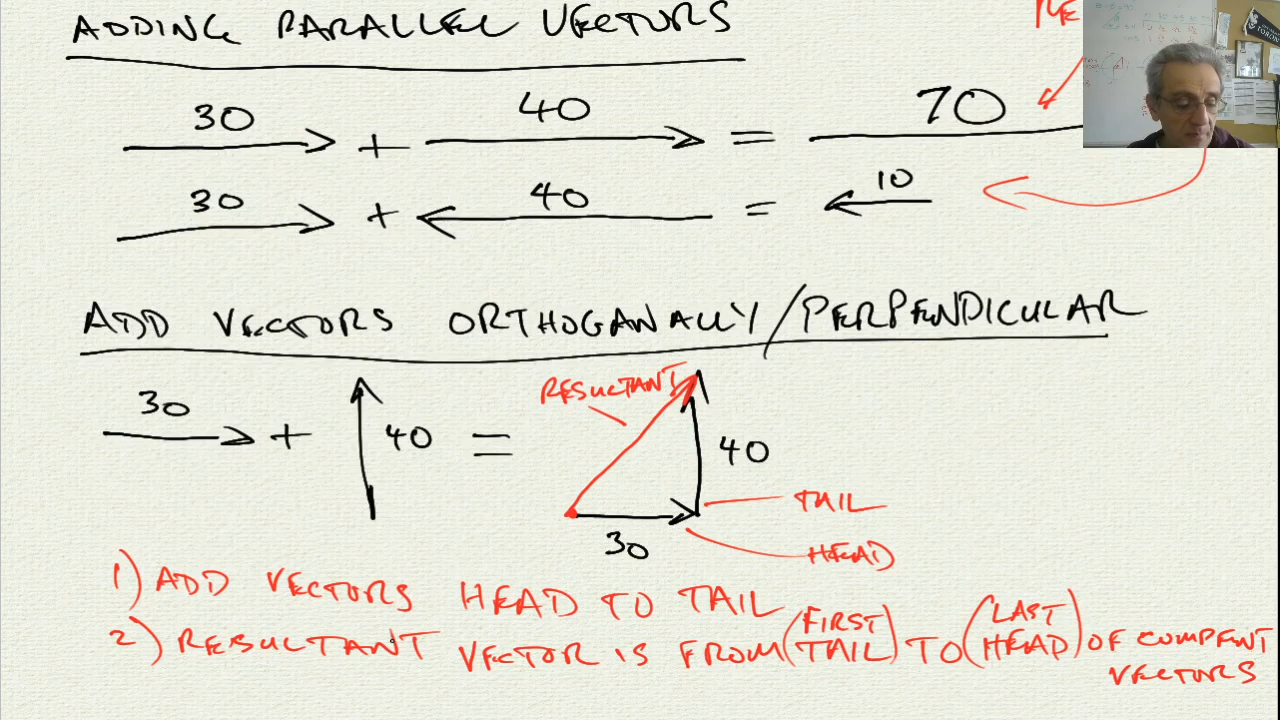 ADDING PARALLEL VECTORS
RE
30 + 40 = 70
30 + 40 = 10
ADD VECTORS ORTHOGANALLY/PERPENDICULAR
RESULTANT
30 + 40 = 40
TAIL
30
HEAD
1) ADD VECTORS HEAD TO TAIL
2) RESULTANT VECTOR IS FROM (FIRST TAIL) TO (LAST HEAD) OF COMPENT
VECTORS